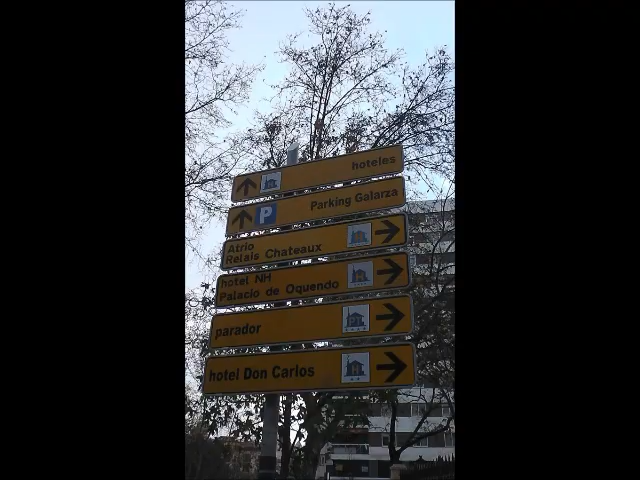 hoteles
P Parking Galarza
Atrio
Relais Chateaux
hotel NH
Palacio de Oquendo
parador
hotel Don Carlos